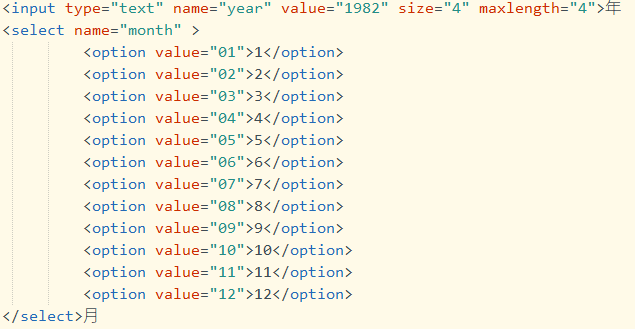 <input type="text" name="year" value="1982" size="4" maxlength="4">年
<select name="month" >
<option value="01">1</option>
<option value="02">2</option>
<option value="03">3</option>
<option value="04">4</option>
<option value="05">5</option>
<option value="06">6</option>
<option value="07">7</option>
<option value="08">8</option>
<option value="09">9</option>
<option value="10">10</option>
<option value="11">11</option>
<option value="12">12</option>
</select>月